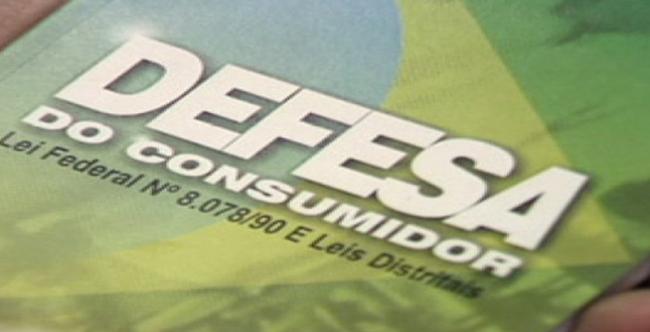 DEFESA
DO CONSUMIDOR
Lei Federal Nº 8.078/90 E Leis Distritais